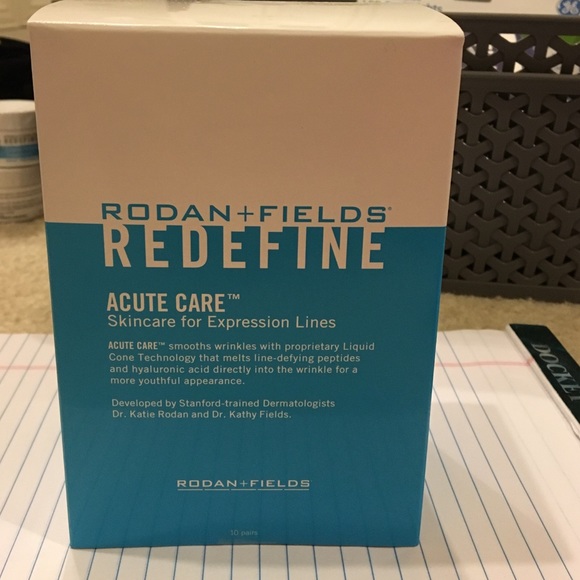 RODAN+FIELDS®
REDEFINE
ACUTE CARE™
Skincare for Expression Lines
ACUTE CARE™ smooths wrinkles with proprietary Liquid
Cone Technology that melts line-defying peptides
and hyaluronic acid directly into the wrinkle for a
more youthful appearance.
Developed by Stanford-trained Dermatologists
Dr. Katie Rodan and Dr. Kathy Fields.
RODAN+FIELDS
10 pairs
REDEFINE
DOCKET